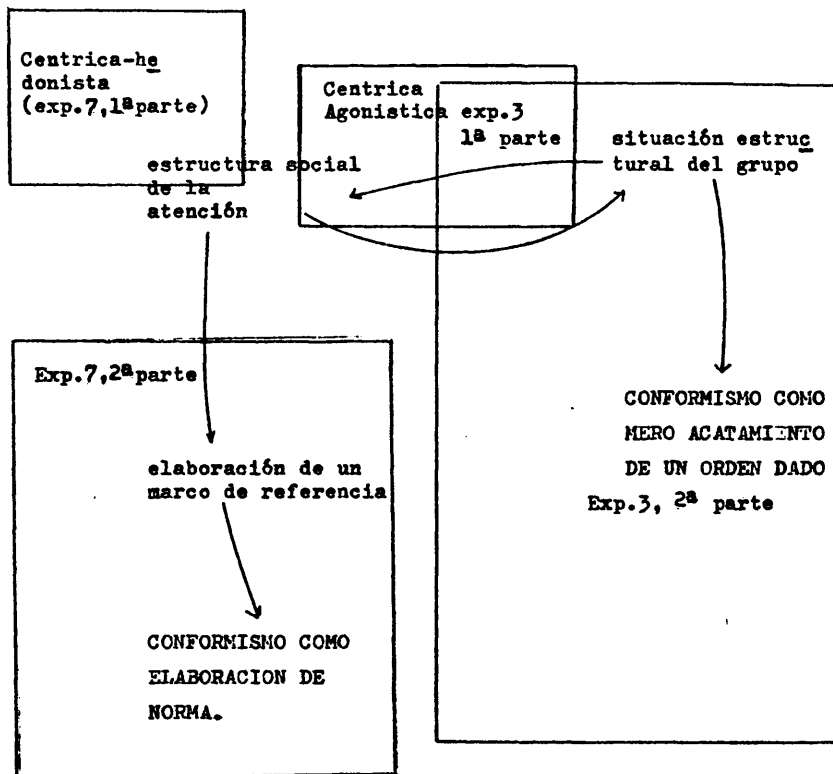 Centrica-he
donista
(exp.7,1ªparte)
Centrica
Agonistica exp.3
1ª parte
estructura social
de la
atención
situación estruc
tural del grupo
Exp.7,2ªparte
elaboración de un
marco de referencia
CONFORMISMO COMO
ELABORACION DE
NORMA.
CONFORMISMO COMO
MERO ACATAMIENTO
DE UN ORDEN DADO
Exp.3, 2ª parte